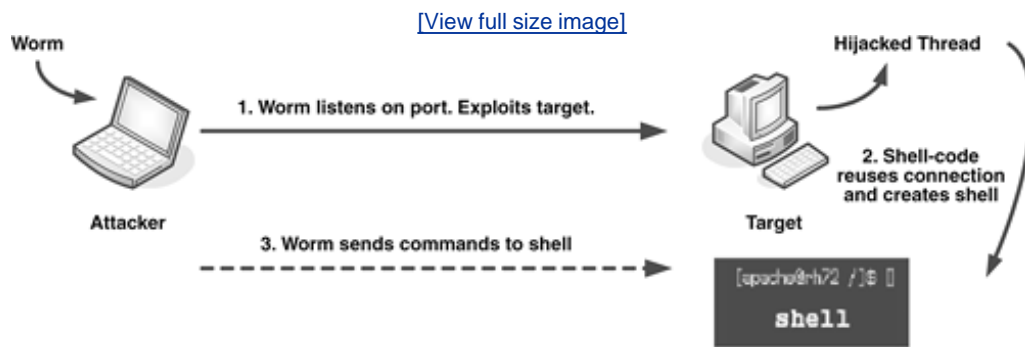 [View full size image]
Worm
Hijacked Thread
1. Worm listens on port. Exploits target.
2. Shell-code
reuses connection
and creates shell
Attacker
Target
3. Worm sends commands to shell
[apache@rh72 /]$ []
shell